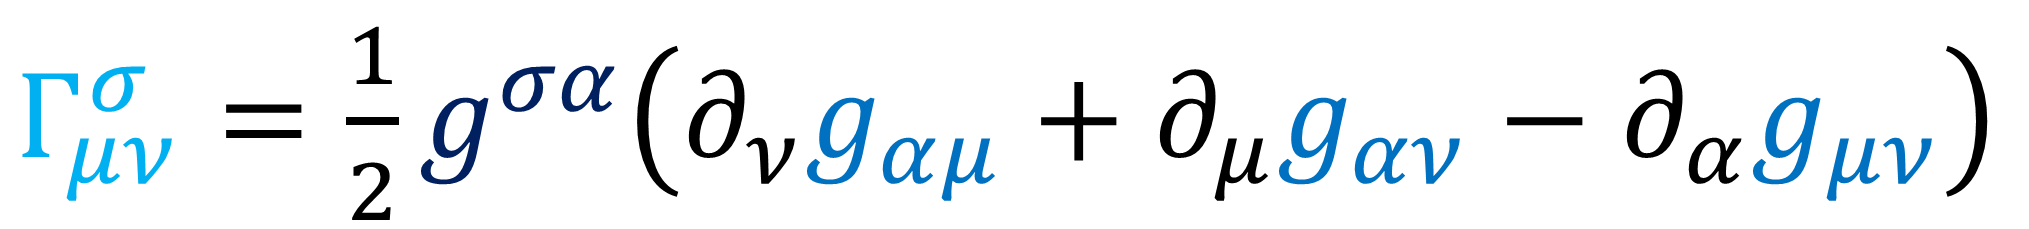 Γ^σ_μν = 1/2 g^σα (∂_ν g_αμ + ∂_μ g_αν − ∂_α g_μν)